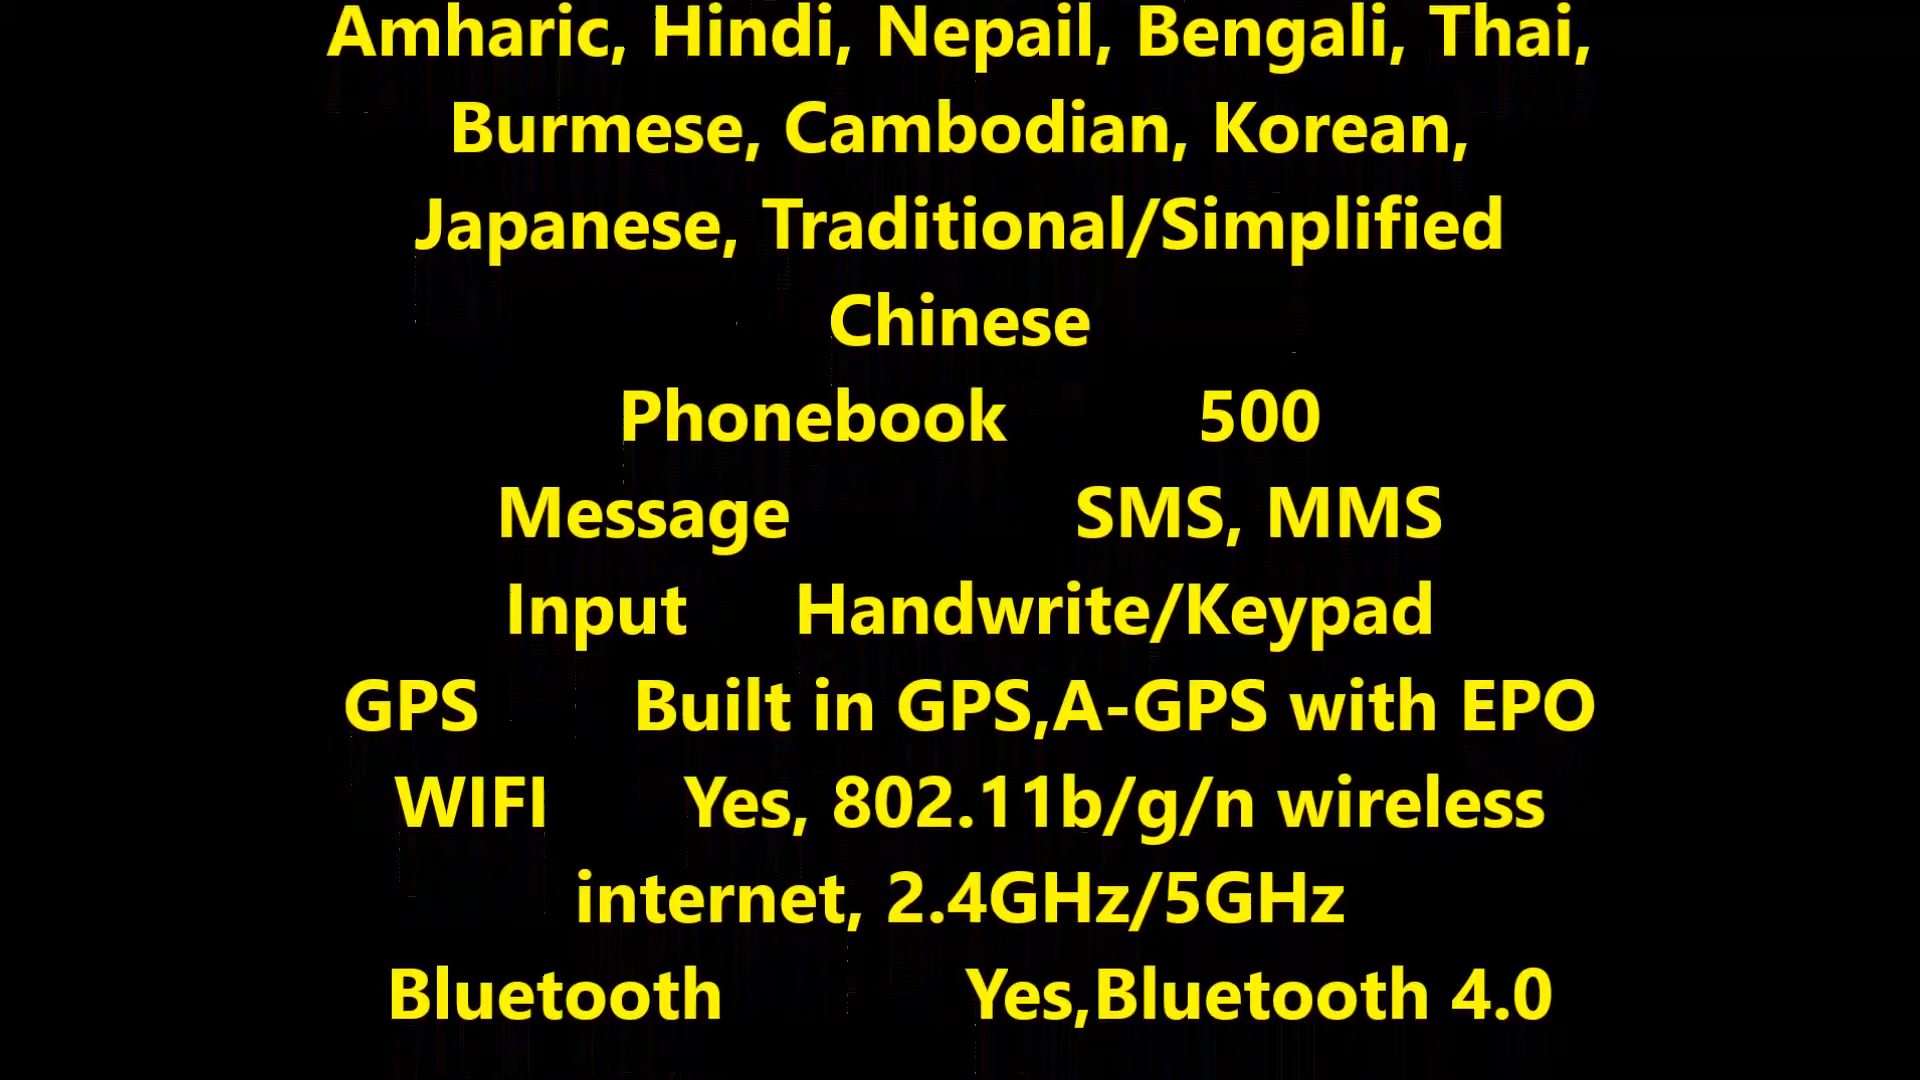 Amharic, Hindi, Nepail, Bengali, Thai,
Burmese, Cambodian, Korean,
Japanese, Traditional/Simplified
Chinese
Phonebook 500
Message SMS, MMS
Input Handwrite/Keypad
GPS Built in GPS,A-GPS with EPO
WIFI Yes, 802.11b/g/n wireless
internet, 2.4GHz/5GHz
Bluetooth Yes,Bluetooth 4.0